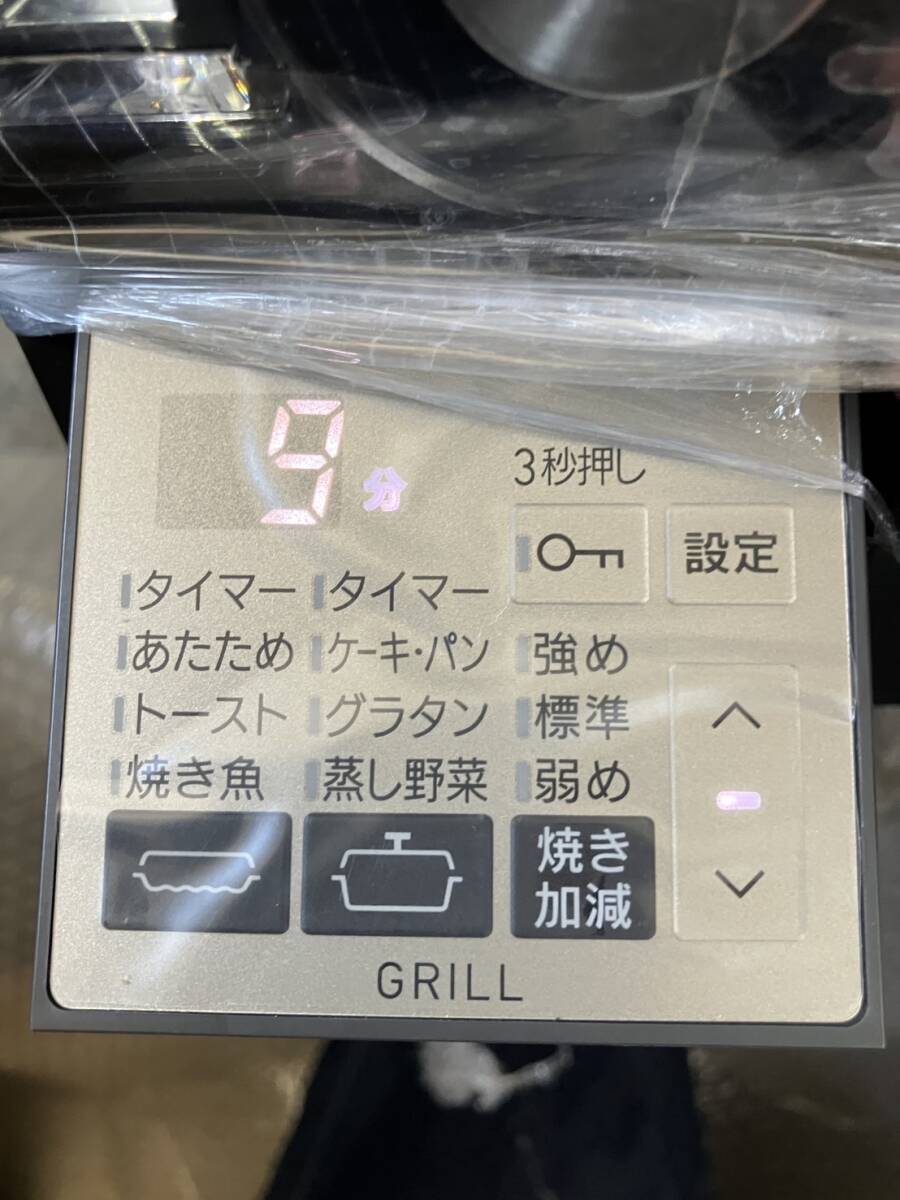 9分
3秒押し
設定
タイマー タイマー
あたため ケーキ・パン 強め
トースト グラタン 標準
焼き魚 蒸し野菜 弱め
焼き
加減
GRILL